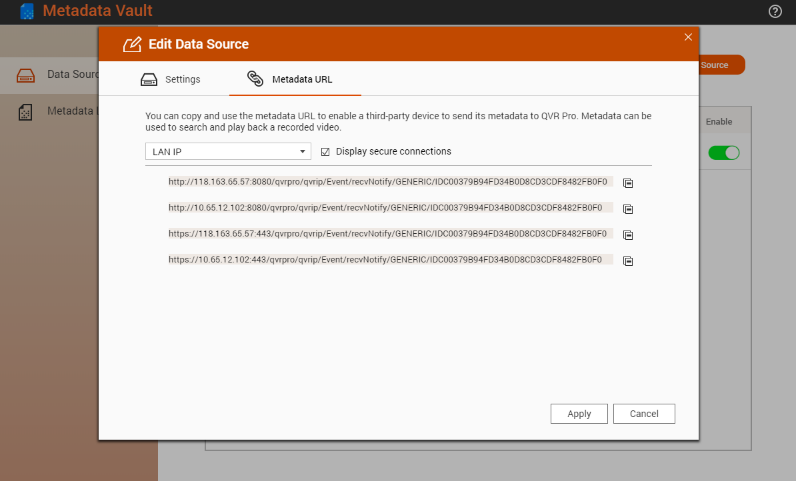 Metadata Vault
Edit Data Source
Data Sourc
Source
Settings
Metadata URL
Metadata
Enable
You can copy and use the metadata URL to enable a third-party device to send its metadata to QVR Pro. Metadata can be
used to search and play back a recorded video.
LAN IP
Display secure connections
http://118.163.65.57:8080/qvrpro/qvrip/Event/recvNotify/GENERIC/IDC00379B94FD34B0D8CD3CDF8482FB0F0
http://10.65.12.102:8080/qvrpro/qvrip/Event/recvNotify/GENERIC/IDC00379B94FD34B0D8CD3CDF8482FB0F0
https://118.163.65.57:443/qvrpro/qvrip/Event/recvNotify/GENERIC/IDC00379B94FD34B0D8CD3CDF8482FB0F0
https://10.65.12.102:443/qvrpro/qvrip/Event/recvNotify/GENERIC/IDC00379B94FD34B0D8CD3CDF8482FB0F0
Apply
Cancel